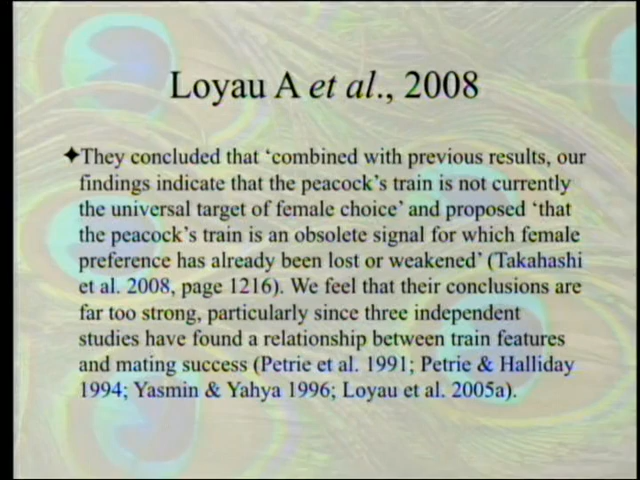 Loyau A et al., 2008
✦They concluded that ‘combined with previous results, our
findings indicate that the peacock’s train is not currently
the universal target of female choice’ and proposed ‘that
the peacock’s train is an obsolete signal for which female
preference has already been lost or weakened’ (Takahashi
et al. 2008, page 1216). We feel that their conclusions are
far too strong, particularly since three independent
studies have found a relationship between train features
and mating success (Petrie et al. 1991; Petrie & Halliday
1994; Yasmin & Yahya 1996; Loyau et al. 2005a).